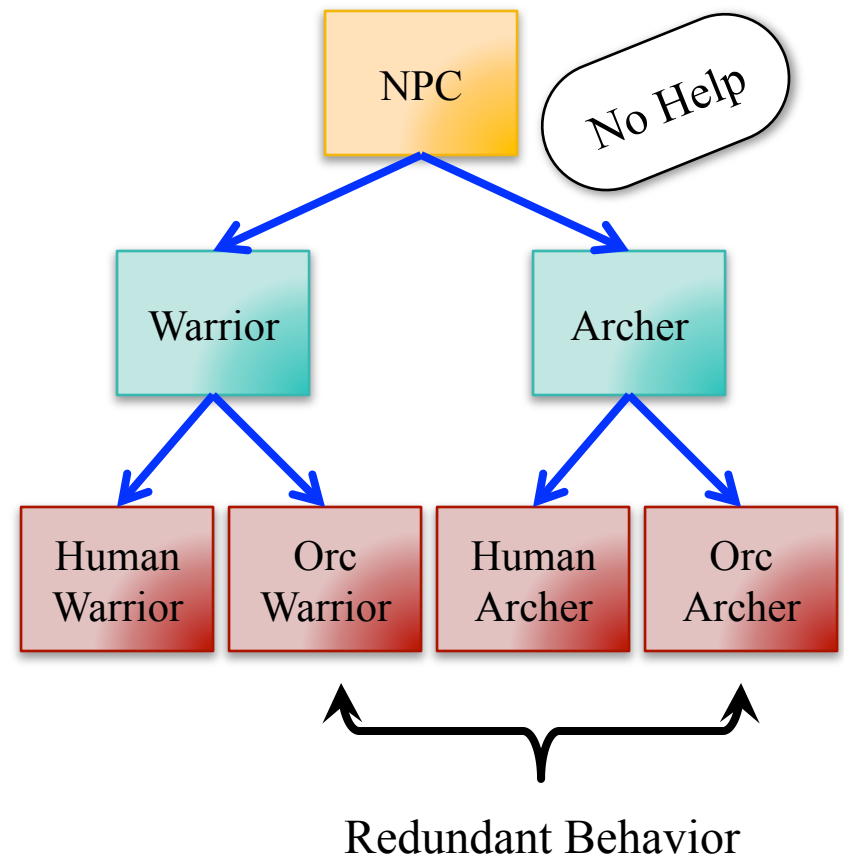 NPC
No Help
Warrior
Archer
Human
Warrior
Orc
Warrior
Human
Archer
Orc
Archer
Redundant Behavior